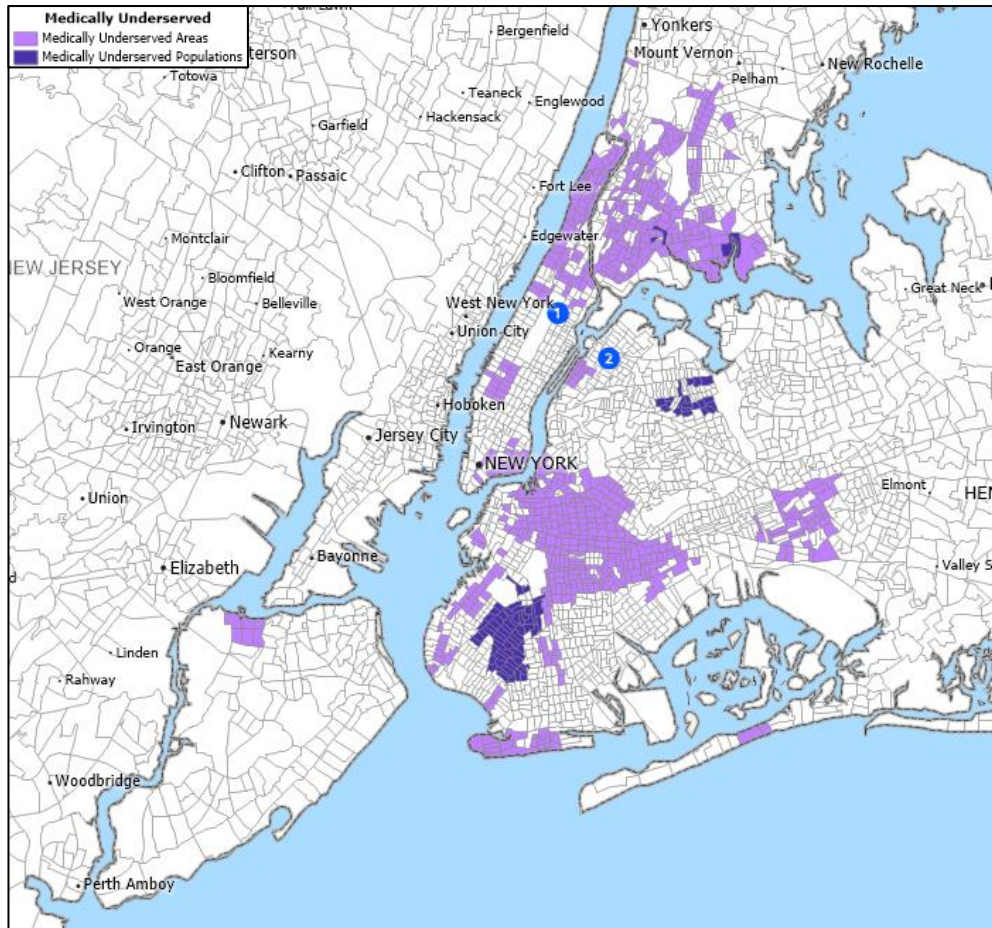 Medically Underserved
Medically Underserved Areas
Medically Underserved Populations
Yonkers
Bergenfield
Mount Vernon
New Rochelle
Pelham
terson
Totowa
Teaneck
Englewood
Hackensack
Garfield
Clifton
Passaic
Fort Lee
Edgewater
Montclair
NEW JERSEY
Bloomfield
West Orange
Belleville
Great Neck
West New York
1
Union City
2
Orange
Kearny
East Orange
Hoboken
Irvington
Newark
Jersey City
NEW YORK
Elmont
HEN
Union
Bayonne
Elizabeth
Valley S
Linden
Rahway
Woodbridge
Perth Amboy